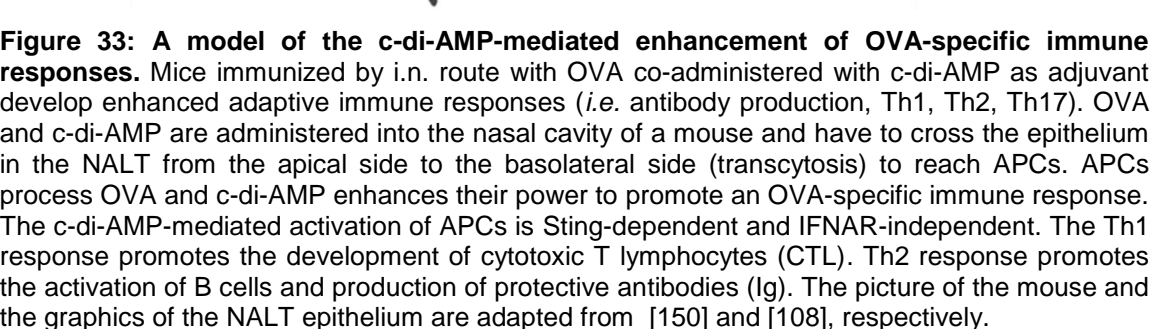 Figure 33: A model of the c-di-AMP-mediated enhancement of OVA-specific immune
responses. Mice immunized by i.n. route with OVA co-administered with c-di-AMP as adjuvant
develop enhanced adaptive immune responses (i.e. antibody production, Th1, Th2, Th17). OVA
and c-di-AMP are administered into the nasal cavity of a mouse and have to cross the epithelium
in the NALT from the apical side to the basolateral side (transcytosis) to reach APCs. APCs
process OVA and c-di-AMP enhances their power to promote an OVA-specific immune response.
The c-di-AMP-mediated activation of APCs is Sting-dependent and IFNAR-independent. The Th1
response promotes the development of cytotoxic T lymphocytes (CTL). Th2 response promotes
the activation of B cells and production of protective antibodies (Ig). The picture of the mouse and
the graphics of the NALT epithelium are adapted from [150] and [108], respectively.